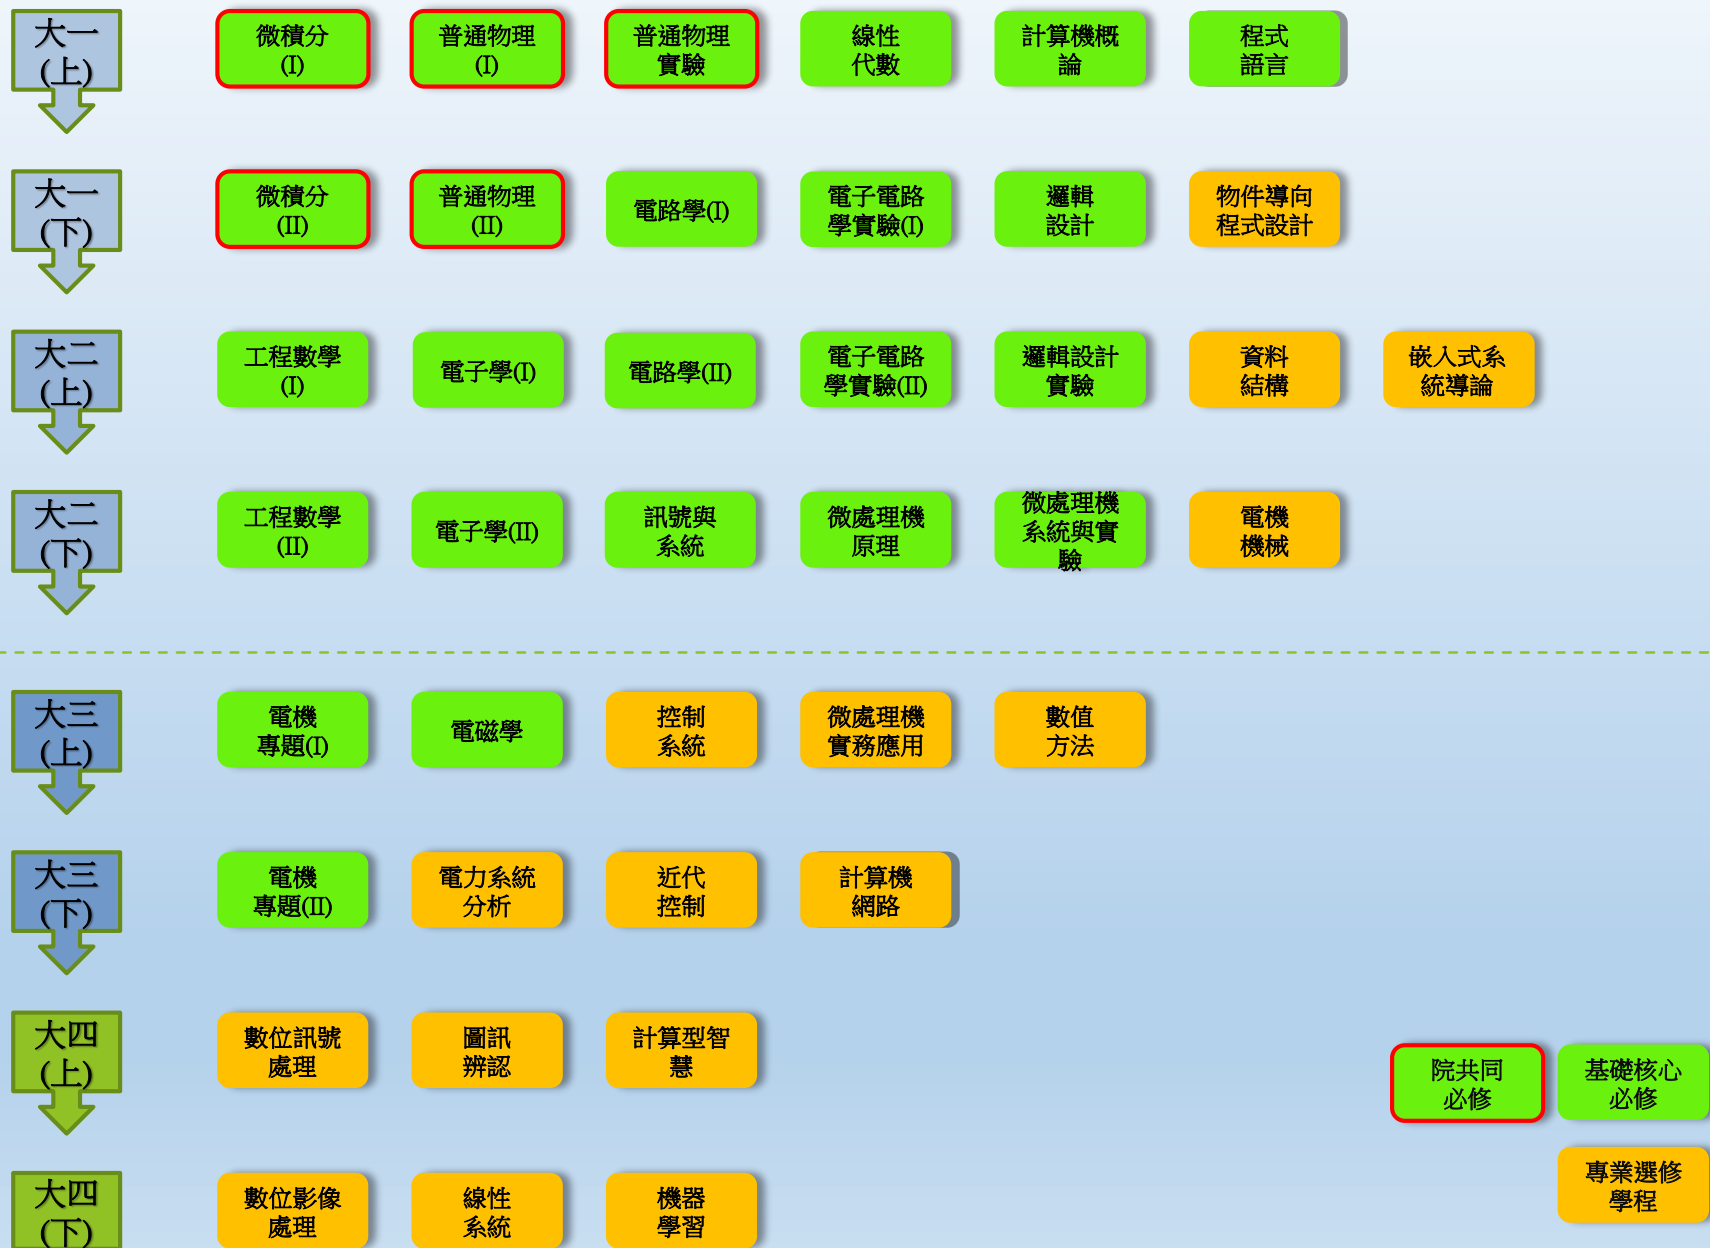 大一
(上)
微積分
(I)
普通物理
(I)
普通物理
實驗
線性
代數
計算機概
論
程式
語言
大一
(下)
微積分
(II)
普通物理
(II)
電路學(I)
電子電路
學實驗(I)
邏輯
設計
物件導向
程式設計
大二
(上)
工程數學
(I)
電子學(I)
電路學(II)
電子電路
學實驗(II)
邏輯設計
實驗
資料
結構
嵌入式系
統導論
大二
(下)
工程數學
(II)
電子學(II)
訊號與
系統
微處理機
原理
微處理機
系統與實
驗
電機
機械
大三
(上)
電機
專題(I)
電磁學
控制
系統
微處理機
實務應用
數值
方法
大三
(下)
電機
專題(II)
電力系統
分析
近代
控制
計算機
網路
大四
(上)
數位訊號
處理
圖訊
辨認
計算型智
慧
院共同
必修
基礎核心
必修
專業選修
學程
大四
(下)
數位影像
處理
線性
系統
機器
學習